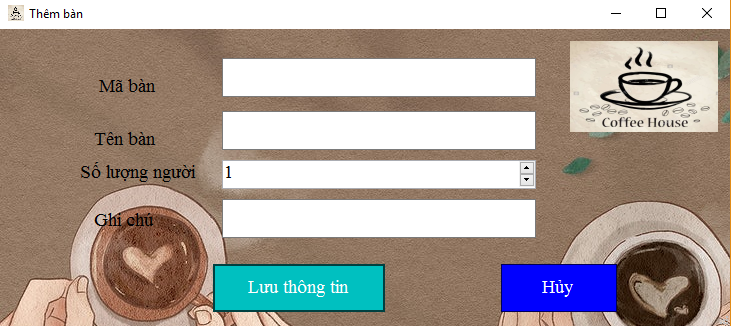 Thêm bàn
Coffee House
Mã bàn
Tên bàn
Số lượng người
1
Ghi chú
Lưu thông tin
Hủy